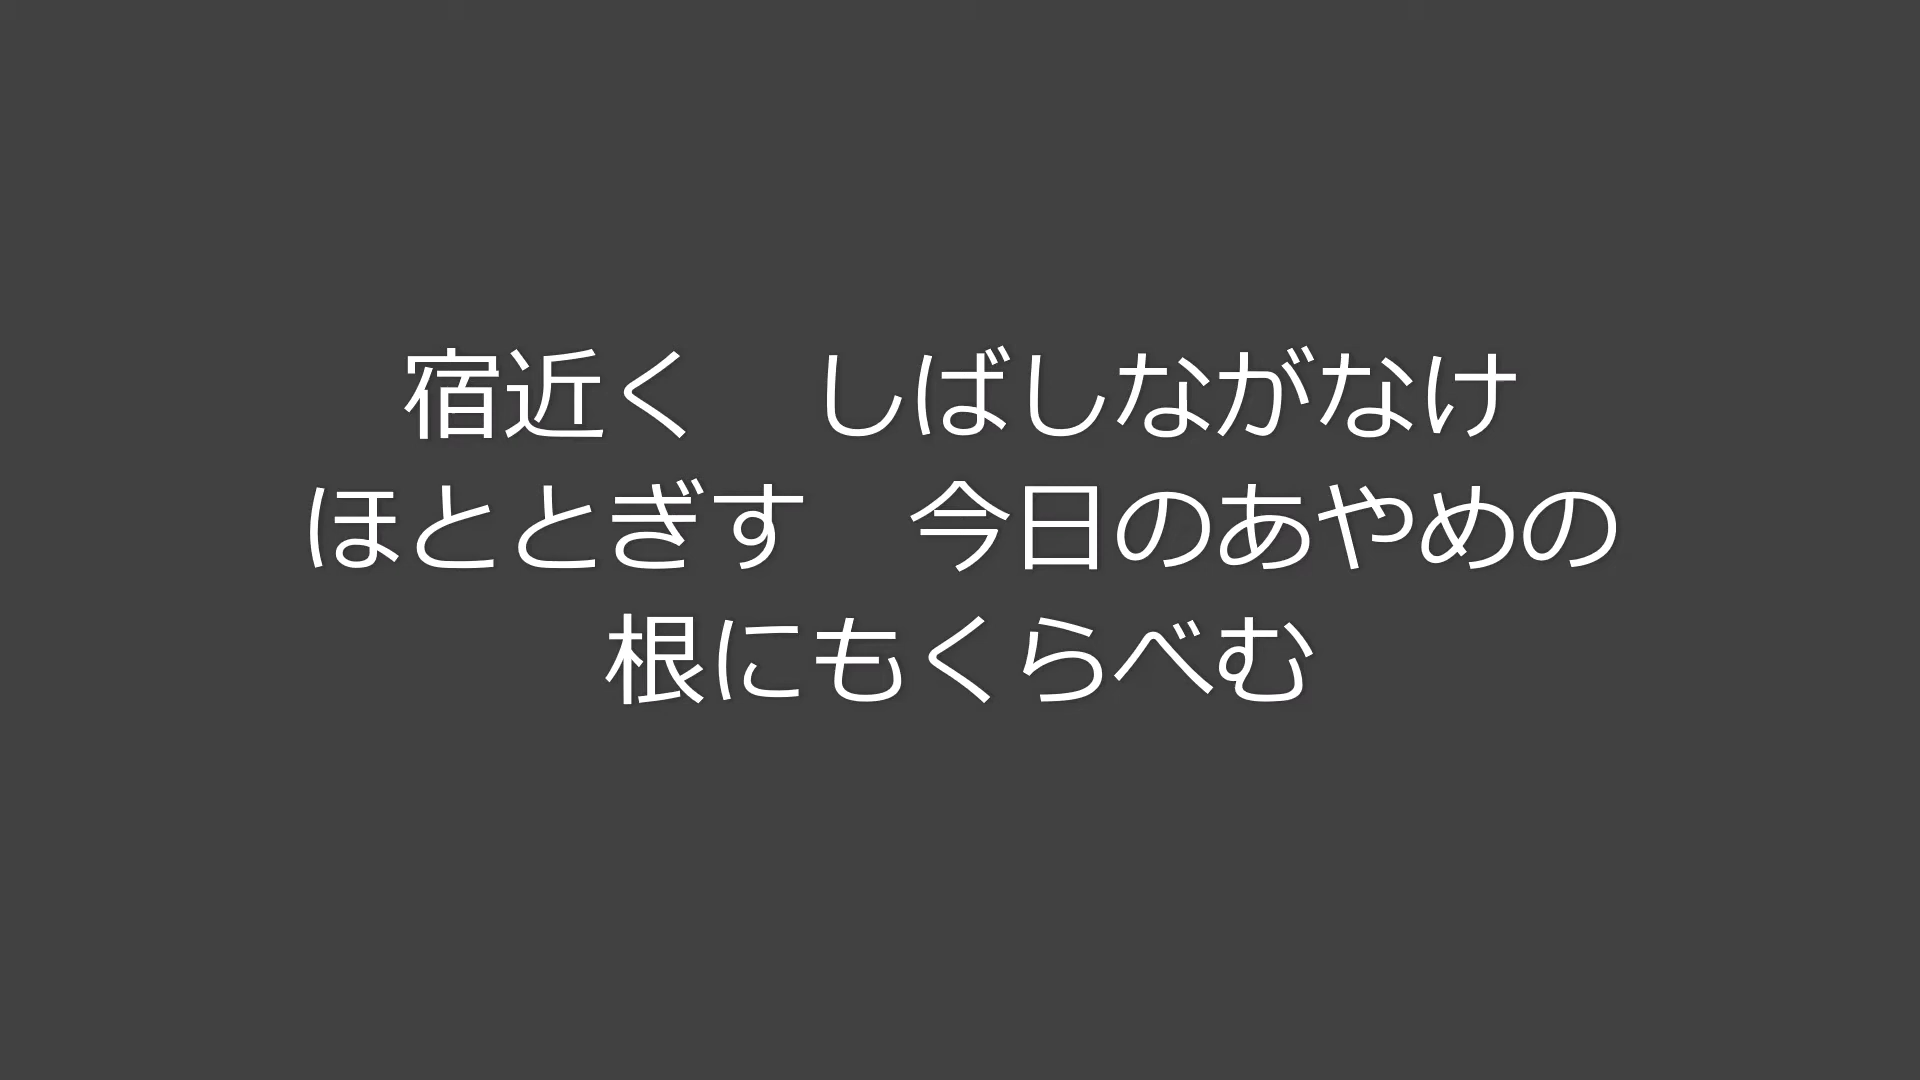 宿近く　しばしながなけ
ほととぎす　今日のあやめの
根にもくらべむ